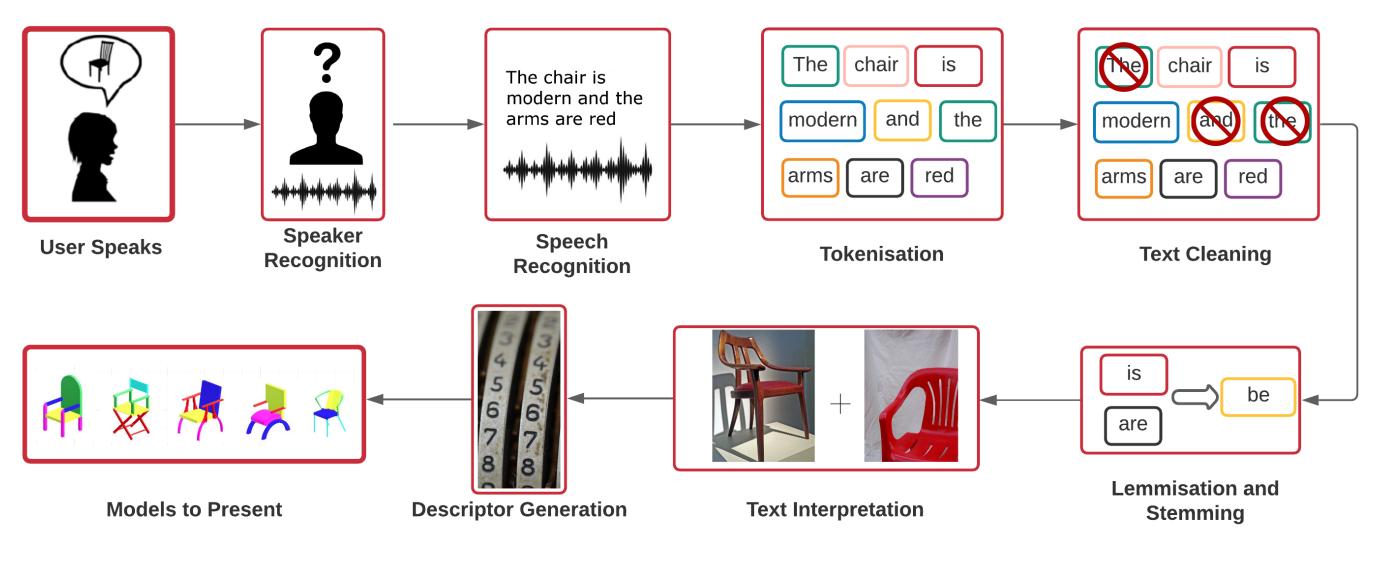 ?
The chair is
modern and the
arms are red
The chair is
modern and the
arms are red
The chair is
modern and the
arms are red
User Speaks
Speaker
Recognition
Speech
Recognition
Tokenisation
Text Cleaning
is
are
be
+
2 2
3 3
4 4
5 5
6 6
7 7
8 8
Models to Present
Descriptor Generation
Text Interpretation
Lemmisation and
Stemming